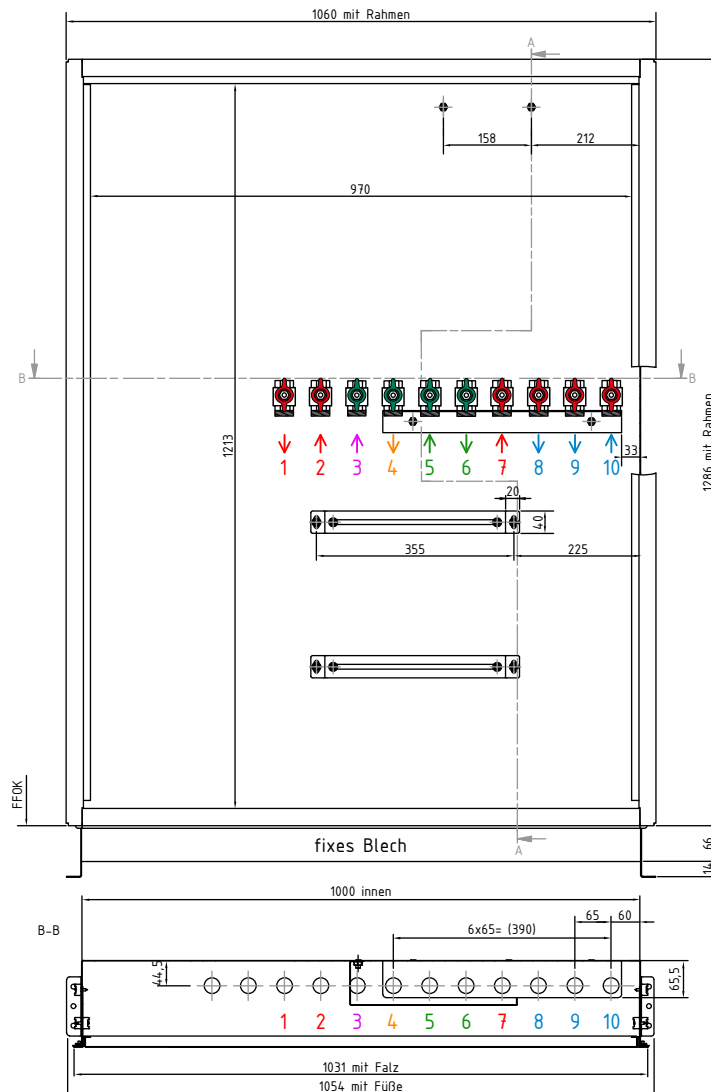 1060 mit Rahmen
A
158
212
970
B
B
1213
1286 mit Rahmen
1 2 3 4 5 6 7 8 9 10
33
20
40
355
225
FFOK
fixes Blech
A
66
14
1000 innen
B-B
65
60
6x65= (390)
44,5
65,5
1 2 3 4 5 6 7 8 9 10
1031 mit Falz
1054 mit Füße